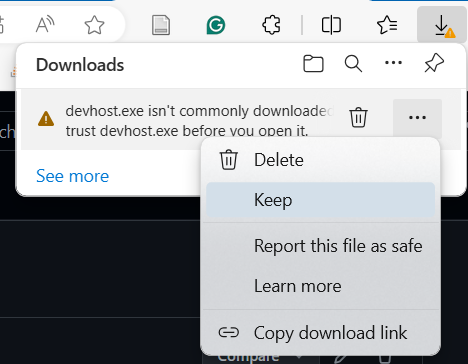 A
G
Downloads
devhost.exe isn't commonly downloaded
trust devhost.exe before you open it.
See more
Delete
Keep
Report this file as safe
Learn more
Copy download link
Compare